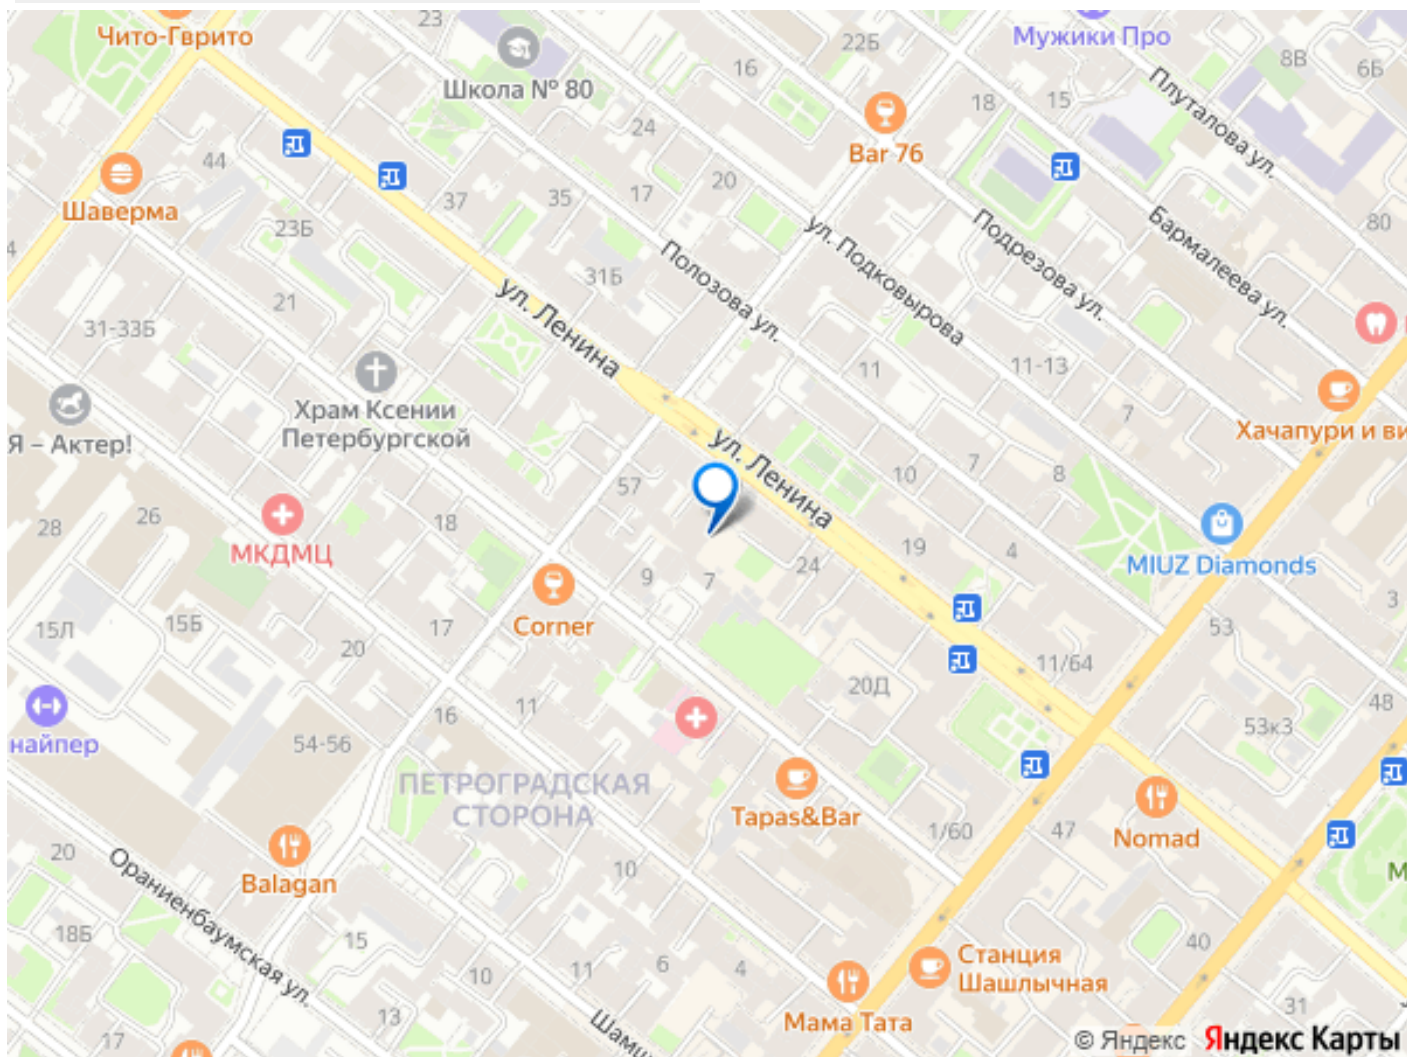 Чито-Гврито
23
Школа № 80
22Б
Мужики Про
8В
6Б
16
18
15
Плуталова ул.
Bar 76
24
44
Шаверма
37
35
17
20
23Б
80
4
ул. Подковырова
Подрезова ул.
Бармалеева ул.
Полозова ул.
31Б
21
ул. Ленина
31-33Б
11
11-13
7
Храм Ксении
Петербургской
Я – Актер!
Хачапури и ви
ул. Ленина
57
10
7
8
28
26
18
МКДМЦ
19
4
MIUZ Diamonds
9
7
24
3
15Л
15Б
17
Corner
53
20
11/64
20Д
найпер
16
11
48
53к3
54-56
ПЕТРОГРАДСКАЯ
СТОРОНА
Tapas&Bar
1/60
47
Nomad
20
Ораниенбаумская ул.
Balagan
10
М
18Б
15
10
11
6
4
Станция
Шашлычная
40
13
17
Мама Тата
31
© Яндекс Яндекс Карты